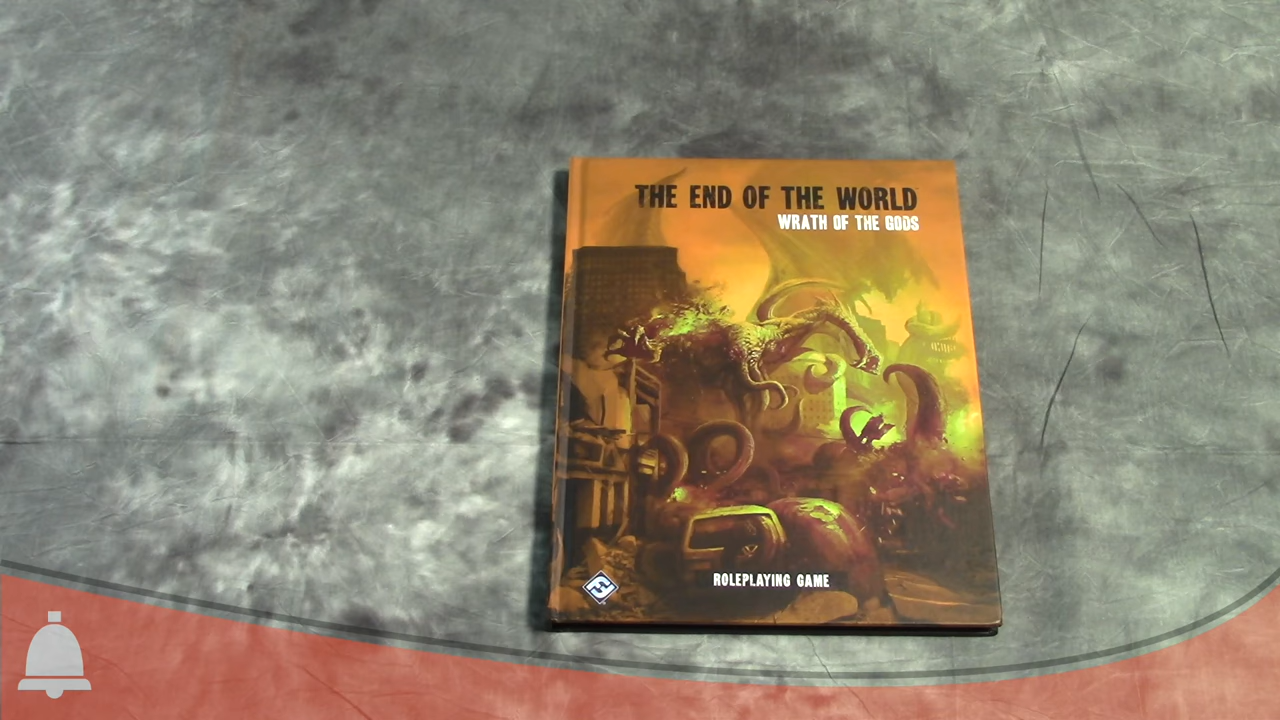 THE END OF THE WORLD
WRATH OF THE GODS
ROLEPLAYING GAME